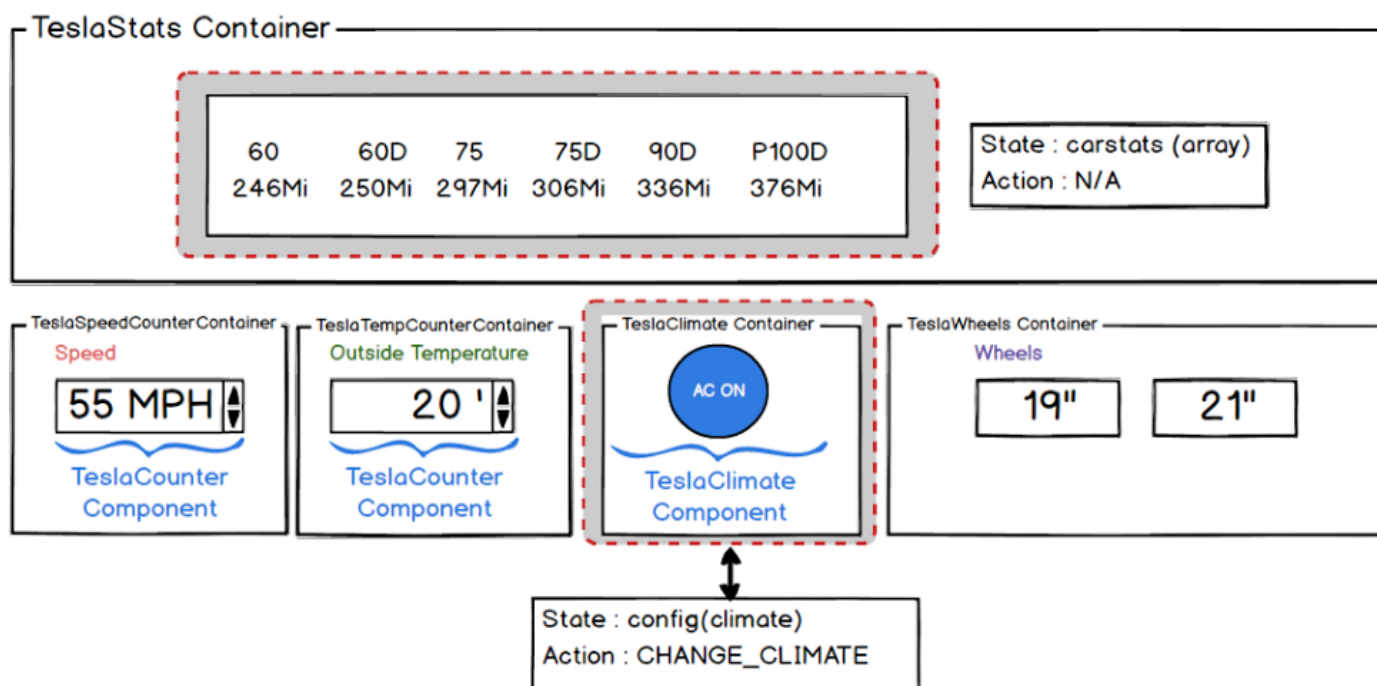 TeslaStats Container
60 60D 75 75D 90D P100D
246Mi 250Mi 297Mi 306Mi 336Mi 376Mi
State : carstats (array)
Action : N/A
TeslaSpeedCounterContainer
Speed
55 MPH
TeslaCounter
Component
TeslaTempCounterContainer
Outside Temperature
20 '
TeslaCounter
Component
TeslaClimate Container
AC ON
TeslaClimate
Component
TeslaWheels Container
Wheels
19" 21"
State : config(climate)
Action : CHANGE_CLIMATE